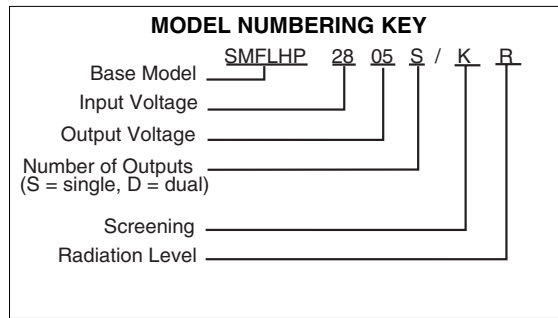 MODEL NUMBERING KEY
SMFLHP 28 05 S / K R
Base Model
Input Voltage
Output Voltage
Number of Outputs
(S = single, D = dual)
Screening
Radiation Level